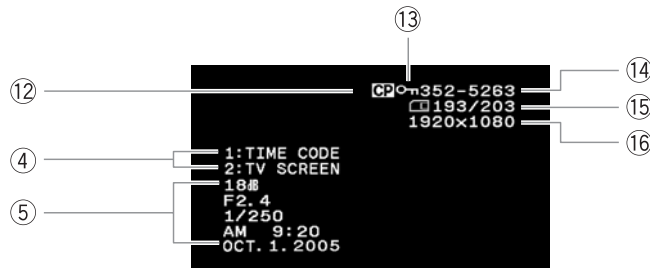 ⑬
⑫ CP 352-5263 ⑭
193/203 ⑮
1920x1080 ⑯
④ 1:TIME CODE
2:TV SCREEN
⑤ 18dB
F2.4
1/250
AM 9:20
OCT. 1. 2005